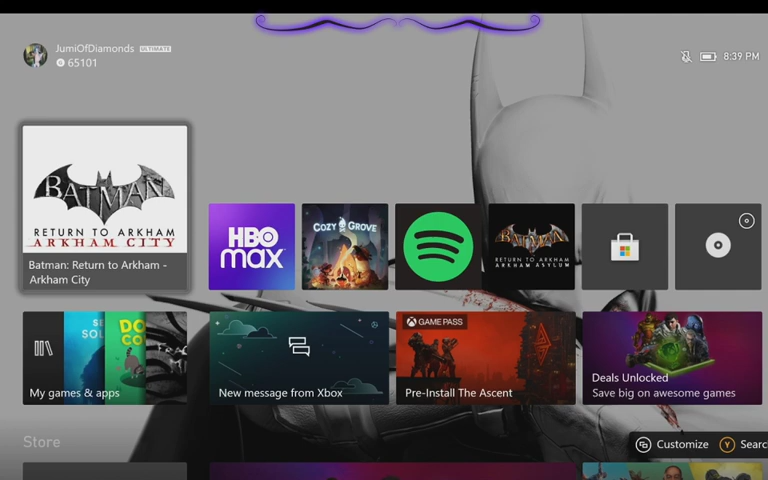 JumiOfDiamonds ULTIMATE
G 65101
8:39 PM
BATMAN
RETURN TO ARKHAM
ARKHAM CITY
Batman: Return to Arkham -
Arkham City
HBO
max
COZY GROVE
BATMAN
RETURN TO ARKHAM
ARKHAM ASYLUM
My games & apps
New message from Xbox
GAME PASS
Pre-Install The Ascent
Deals Unlocked
Save big on awesome games
Store
Customize
Y
Searc